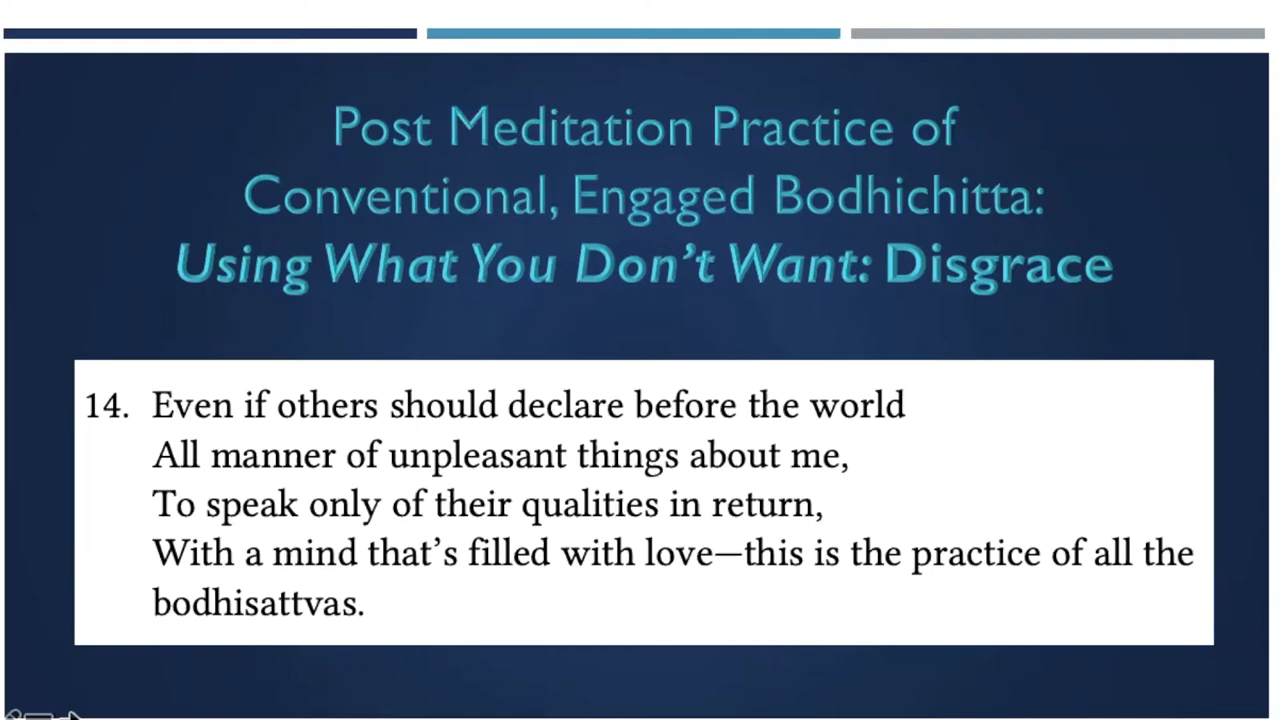 Post Meditation Practice of
Conventional, Engaged Bodhichitta:
Using What You Don’t Want: Disgrace
14. Even if others should declare before the world
All manner of unpleasant things about me,
To speak only of their qualities in return,
With a mind that’s filled with love—this is the practice of all the
bodhisattvas.